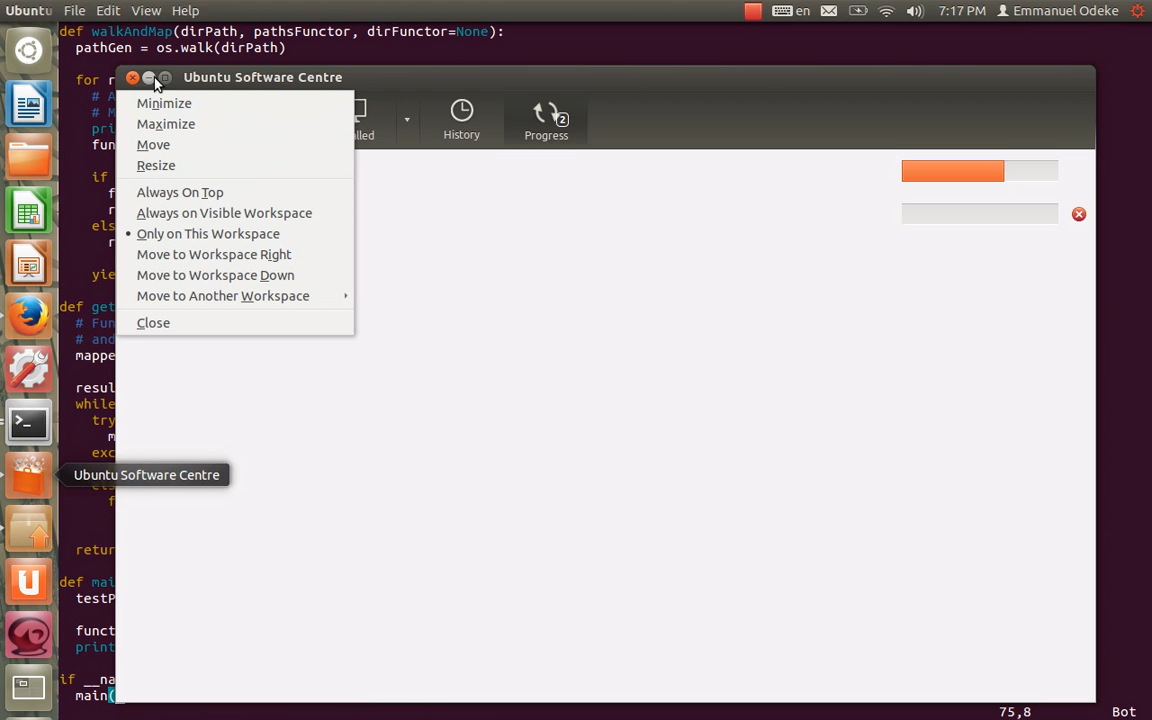 Ubuntu File Edit View Help
en 7:17 PM Emmanuel Odeke
def walkAndMap(dirPath, pathsFunctor, dirFunctor=None):
pathGen = os.walk(dirPath)
Ubuntu Software Centre
for r
# A
# M
pri
fun
if
f
r
els
r
yie
def get
# Fun
# and
mappe
resul
while
try
m
exc
f
retur
def mai
testP
funct
print
if __na
main(
Minimize
Maximize
Move
Resize
Always On Top
Always on Visible Workspace
Only on This Workspace
Move to Workspace Right
Move to Workspace Down
Move to Another Workspace
Close
lled
History
Progress
2
Ubuntu Software Centre
75,8 Bot